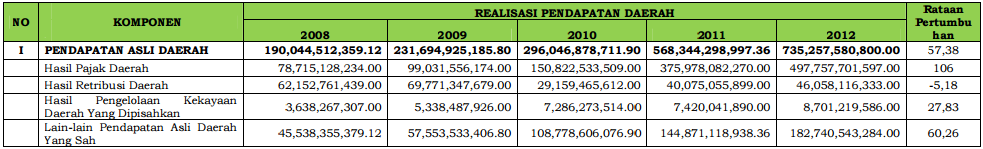 NO KOMPONEN REALISASI PENDAPATAN DAERAH Rataan Pertumbu han
2008 2009 2010 2011 2012
I PENDAPATAN ASLI DAERAH 190,044,512,359.12 231,694,925,185.80 296,046,878,711.90 568,344,298,997.36 735,257,580,800.00 57,38
Hasil Pajak Daerah 78,715,128,234.00 99,031,556,174.00 150,822,533,509.00 375,978,082,270.00 497,757,701,597.00 106
Hasil Retribusi Daerah 62,152,761,439.00 69,771,347,679.00 29,159,465,612.00 40,075,055,899.00 46,058,116,333.00 -5,18
Hasil Pengelolaan Kekayaan
Daerah Yang Dipisahkan 3,638,267,307.00 5,338,487,926.00 7,286,273,514.00 7,420,041,890.00 8,701,219,586.00 27,83
Lain-lain Pendapatan Asli Daerah
Yang Sah 45,538,355,379.12 57,553,533,406.80 108,778,606,076.90 144,871,118,938.36 182,740,543,284.00 60,26